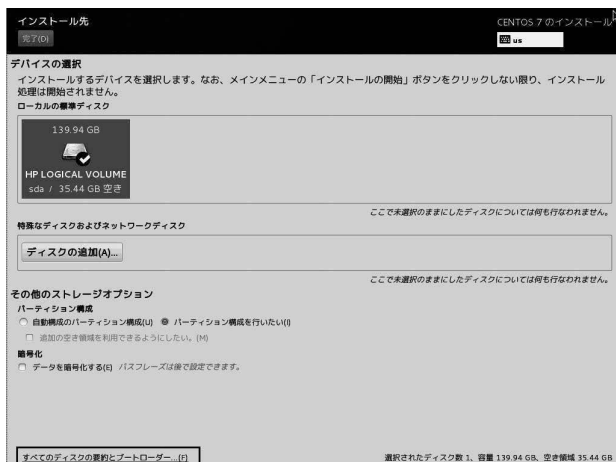 インストール先
CENTOS 7 のインストール
完了(D)
us
デバイスの選択
インストールするデバイスを選択します。なお、メインメニューの「インストールの開始」ボタンをクリックしない限り、インストール
処理は開始されません。
ローカルの標準ディスク
139.94 GB
HP LOGICAL VOLUME
sda / 35.44 GB 空き
ここで未選択のままにしたディスクについては何も行なわれません。
特殊なディスクおよびネットワークディスク
ディスクの追加(A)...
ここで未選択のままにしたディスクについては何も行なわれません。
その他のストレージオプション
パーティション構成
自動構成のパーティション構成(U) パーティション構成を行いたい(I)
追加の空き領域を利用できるようにしたい。(M)
暗号化
データを暗号化する(E) パスフレーズは後で設定できます。
すべてのディスクの要約とブートローダー...(F)
選択されたディスク数 1、容量 139.94 GB、空き領域 35.44 GB